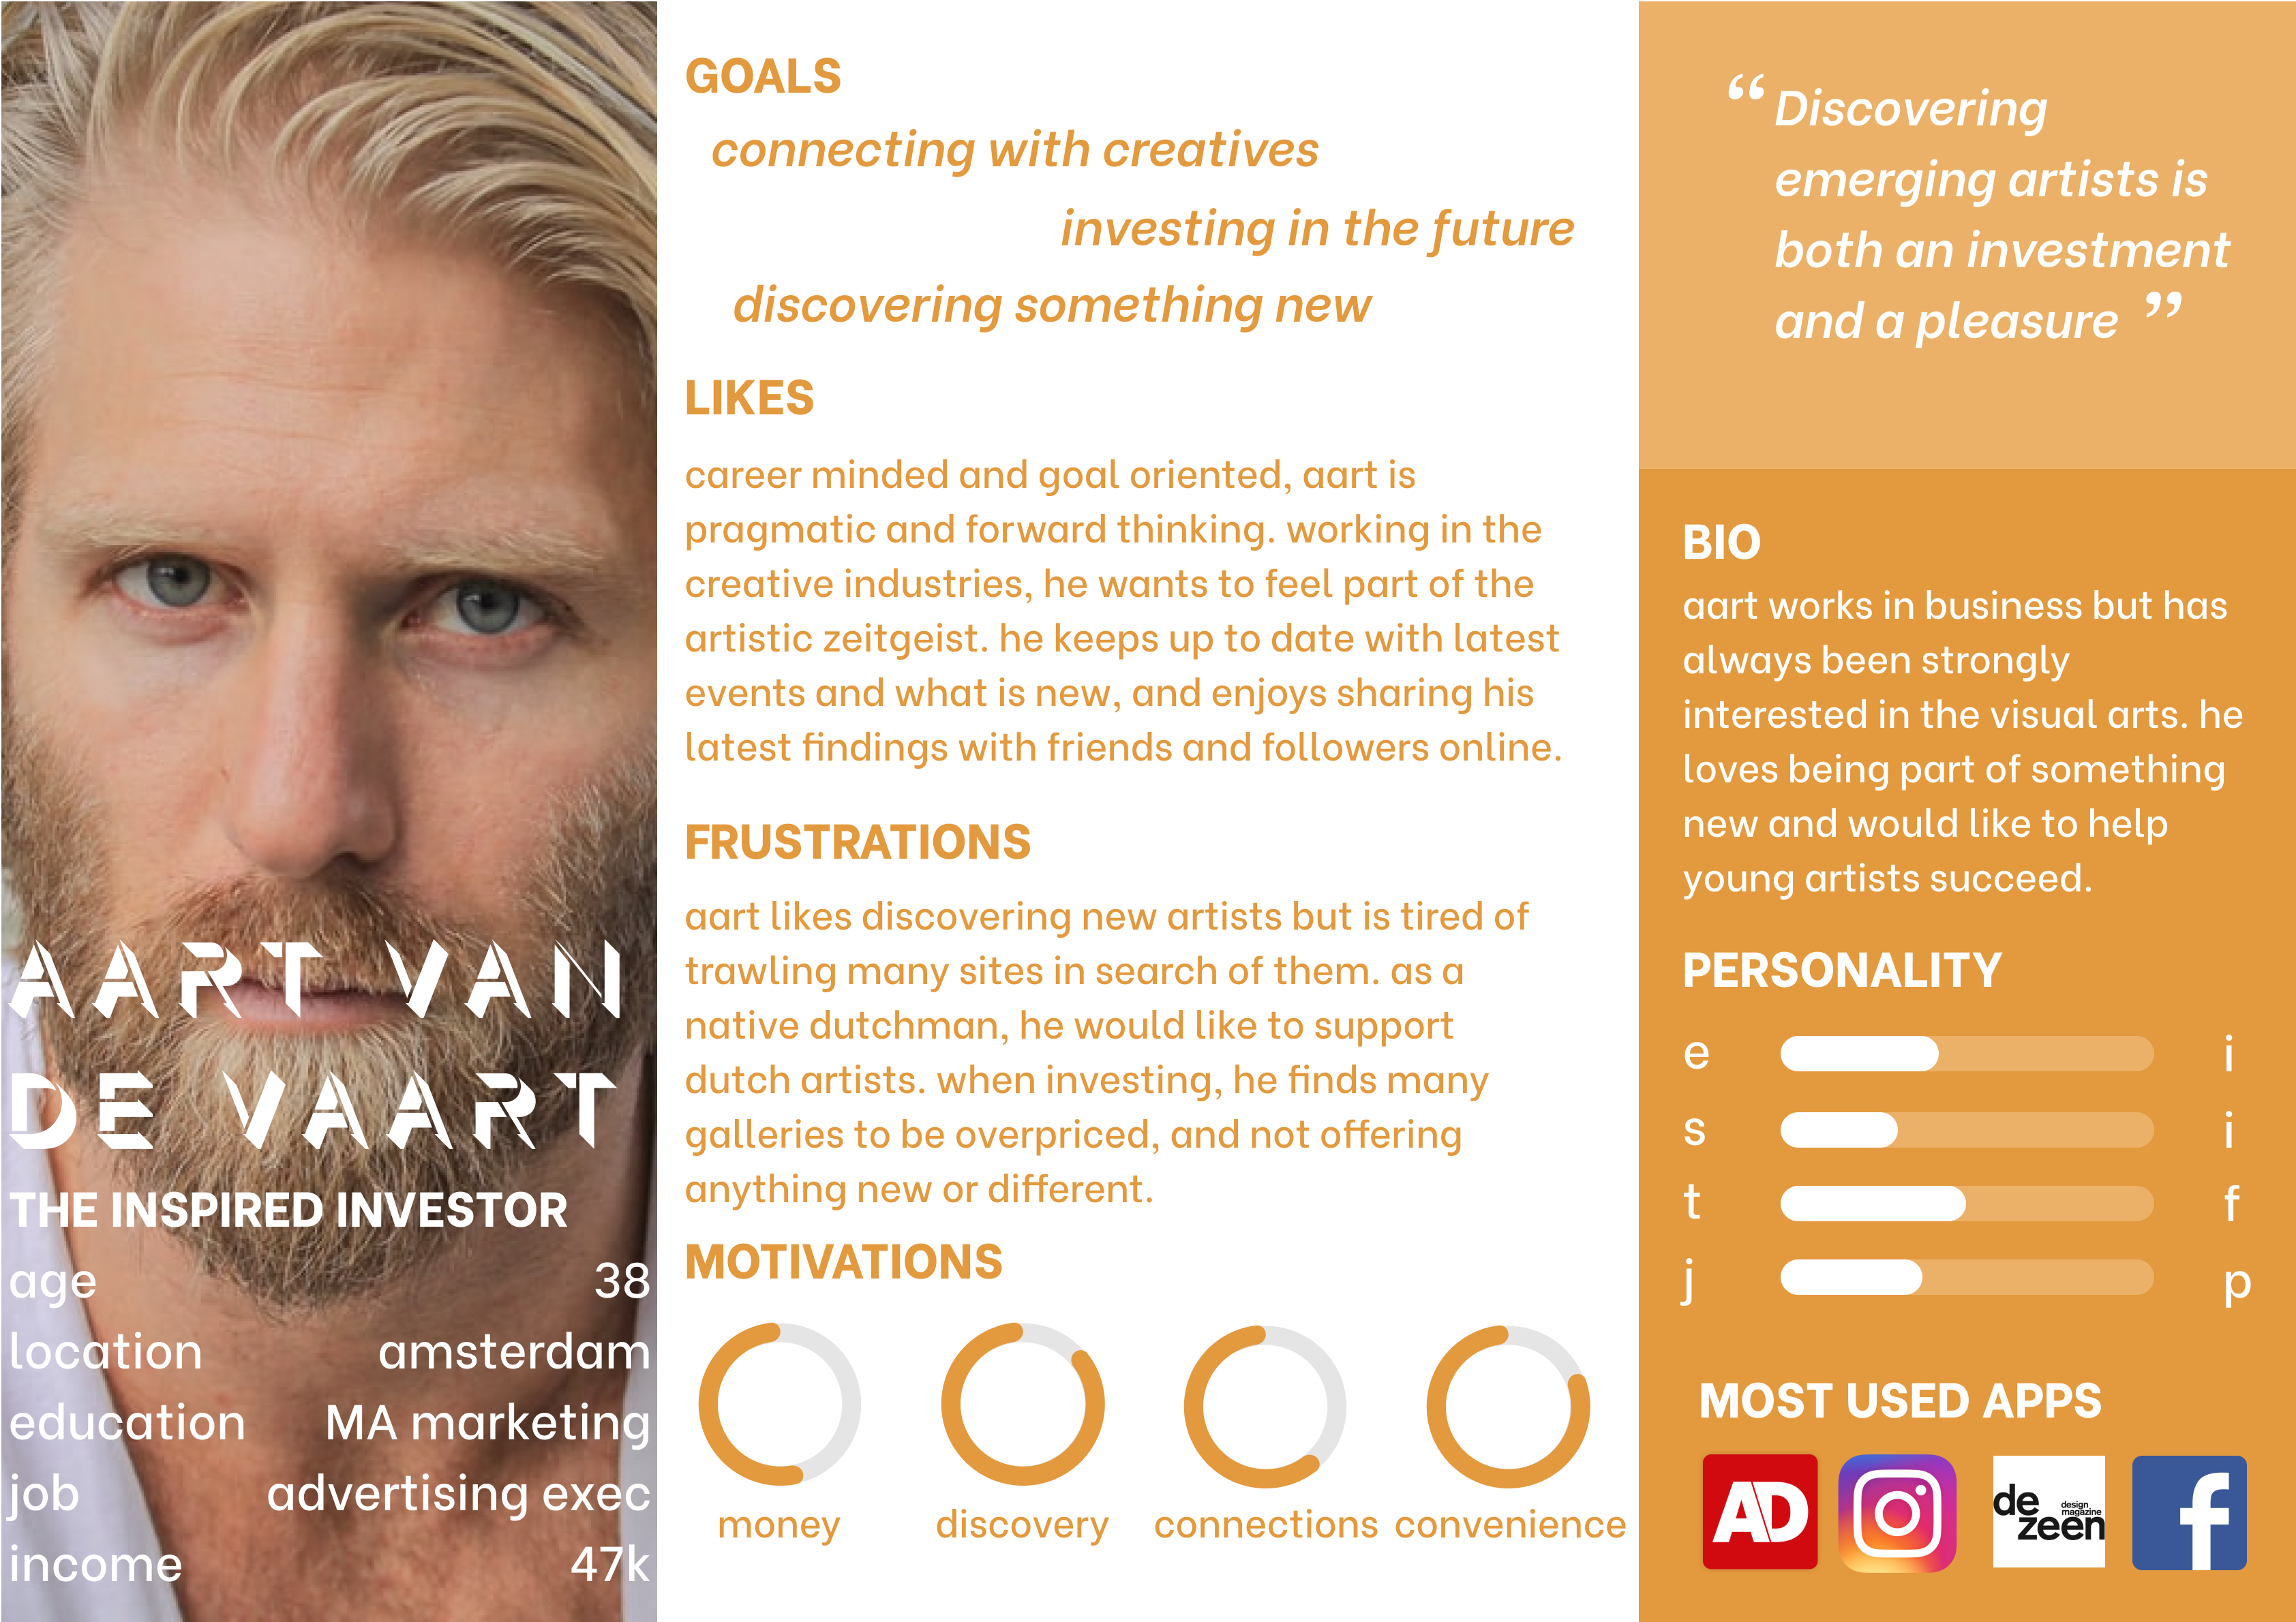 AART VAN
DE VAART
THE INSPIRED INVESTOR
age 38
location amsterdam
education MA marketing
job advertising exec
income 47k
GOALS
connecting with creatives
investing in the future
discovering something new
LIKES
career minded and goal oriented, aart is
pragmatic and forward thinking. working in the
creative industries, he wants to feel part of the
artistic zeitgeist. he keeps up to date with latest
events and what is new, and enjoys sharing his
latest findings with friends and followers online.
FRUSTRATIONS
aart likes discovering new artists but is tired of
trawling many sites in search of them. as a
native dutchman, he would like to support
dutch artists. when investing, he finds many
galleries to be overpriced, and not offering
anything new or different.
MOTIVATIONS
money discovery connections convenience
“ Discovering
emerging artists is
both an investment
and a pleasure ”
BIO
aart works in business but has
always been strongly
interested in the visual arts. he
loves being part of something
new and would like to help
young artists succeed.
PERSONALITY
e i
s i
t f
j p
MOST USED APPS
AD
de
zeen
design
magazine
f